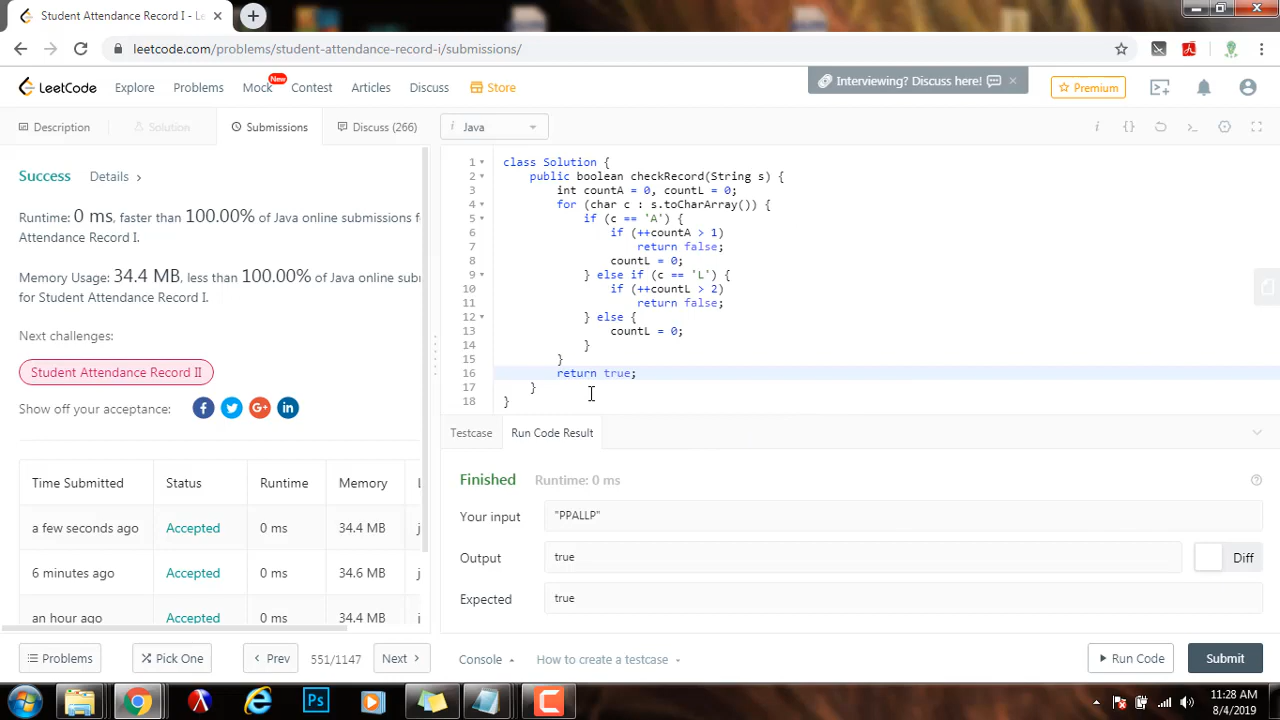 Student Attendance Record I - Le
leetcode.com/problems/student-attendance-record-i/submissions/
LeetCode
Explore
Problems
Mock
New
Contest
Articles
Discuss
Store
Interviewing? Discuss here!
Premium
Description
Solution
Submissions
Discuss (266)
i Java
Success
Details >
Runtime: 0 ms, faster than 100.00% of Java online submissions f
Attendance Record I.
Memory Usage: 34.4 MB, less than 100.00% of Java online subm
for Student Attendance Record I.
Next challenges:
Student Attendance Record II
Show off your acceptance:
Time Submitted Status Runtime Memory
a few seconds ago Accepted 0 ms 34.4 MB j
6 minutes ago Accepted 0 ms 34.6 MB j
an hour ago Accepted 0 ms 34.4 MB
1 class Solution {
2 public boolean checkRecord(String s) {
3 int countA = 0, countL = 0;
4 for (char c : s.toCharArray()) {
5 if (c == 'A') {
6 if (++countA > 1)
7 return false;
8 countL = 0;
9 } else if (c == 'L') {
10 if (++countL > 2)
11 return false;
12 } else {
13 countL = 0;
14 }
15 }
16 return true;
17 }
18 }
Testcase
Run Code Result
Finished
Runtime: 0 ms
Your input
"PPALLP"
Output
true
Diff
Expected
true
Problems
Pick One
Prev
551/1147
Next
Console
How to create a testcase
Run Code
Submit
Ps
11:28 AM
8/4/2019